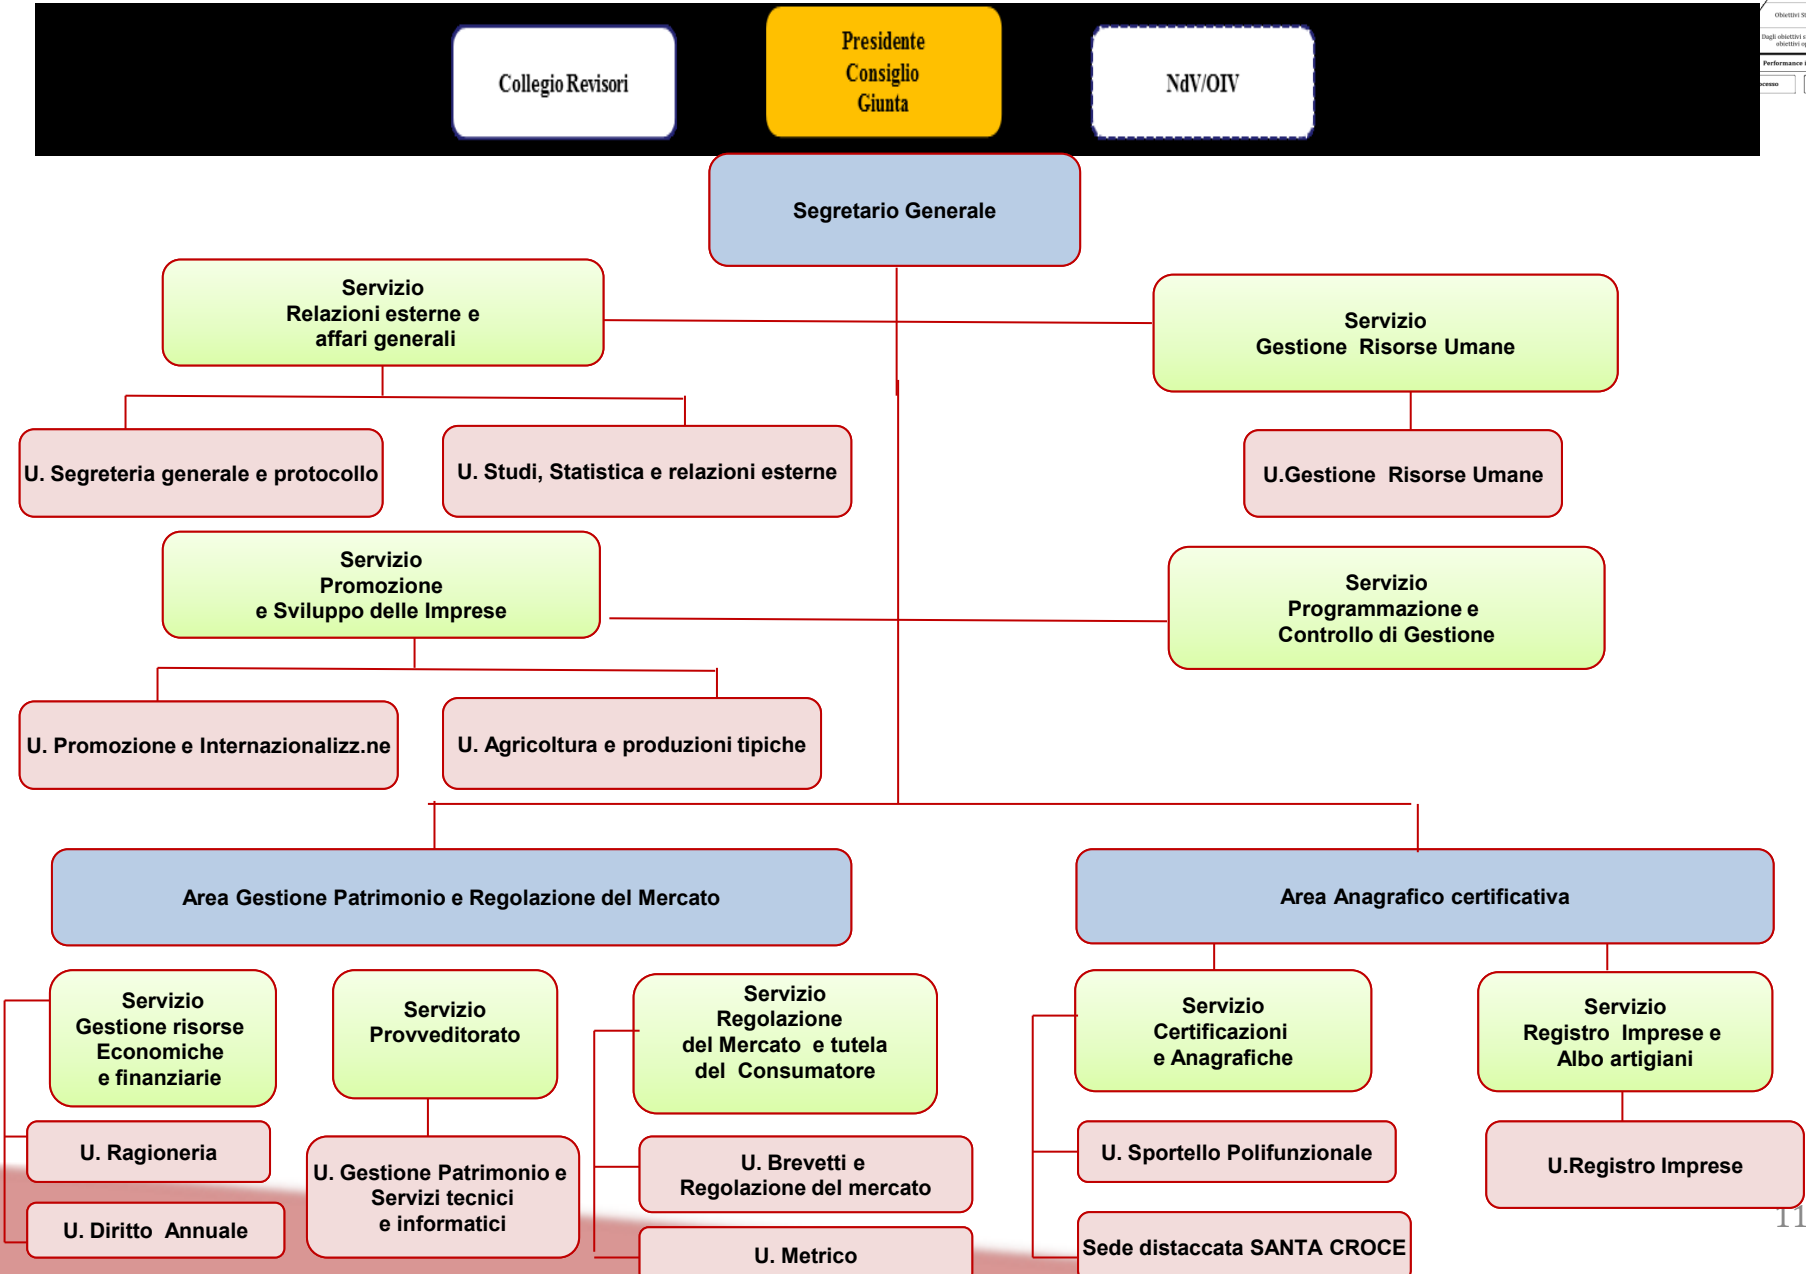 Collegio Revisori
Presidente
Consiglio
Giunta
NdV/OIV
Obiettivi
Dagli obiettivi
obiettivi
Performance
Segretario Generale
Servizio
Relazioni esterne e
affari generali
Servizio
Gestione Risorse Umane
U. Segreteria generale e protocollo
U. Studi, Statistica e relazioni esterne
U.Gestione Risorse Umane
Servizio
Promozione
e Sviluppo delle Imprese
Servizio
Programmazione e
Controllo di Gestione
U. Promozione e Internazionalizz.ne
U. Agricoltura e produzioni tipiche
Area Gestione Patrimonio e Regolazione del Mercato
Area Anagrafico certificativa
Servizio
Gestione risorse
Economiche
e finanziarie
Servizio
Provveditorato
Servizio
Regolazione
del Mercato e tutela
del Consumatore
Servizio
Certificazioni
e Anagrafiche
Servizio
Registro Imprese e
Albo artigiani
U. Ragioneria
U. Diritto Annuale
U. Gestione Patrimonio e
Servizi tecnici
e informatici
U. Brevetti e
Regolazione del mercato
U. Metrico
U. Sportello Polifunzionale
Sede distaccata SANTA CROCE
U.Registro Imprese
11